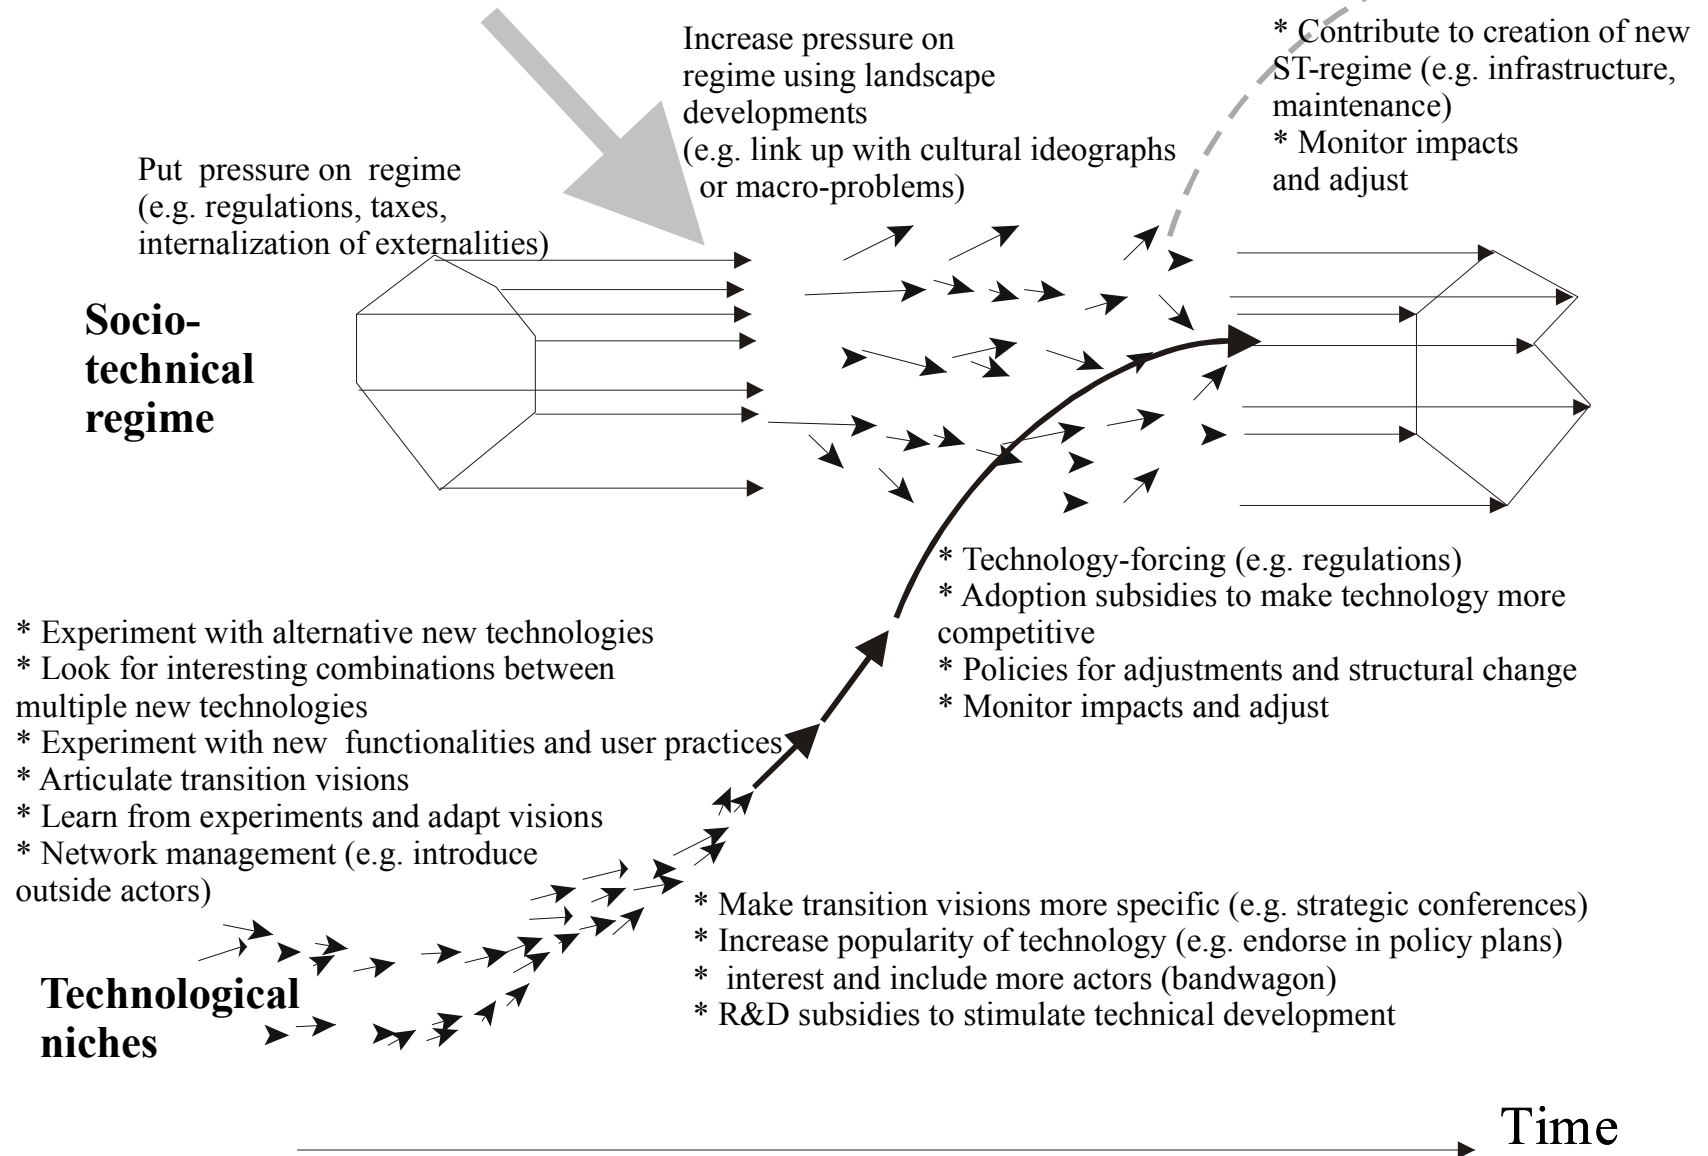 Increase pressure on
regime using landscape
developments
(e.g. link up with cultural ideographs
or macro-problems)
* Contribute to creation of new
ST-regime (e.g. infrastructure,
maintenance)
* Monitor impacts
and adjust
Put pressure on regime
(e.g. regulations, taxes,
internalization of externalities)
Socio-
technical
regime
* Technology-forcing (e.g. regulations)
* Adoption subsidies to make technology more
competitive
* Policies for adjustments and structural change
* Monitor impacts and adjust
* Experiment with alternative new technologies
* Look for interesting combinations between
multiple new technologies
* Experiment with new functionalities and user practices
* Articulate transition visions
* Learn from experiments and adapt visions
* Network management (e.g. introduce
outside actors)
* Make transition visions more specific (e.g. strategic conferences)
* Increase popularity of technology (e.g. endorse in policy plans)
* interest and include more actors (bandwagon)
* R&D subsidies to stimulate technical development
Technological
niches
Time